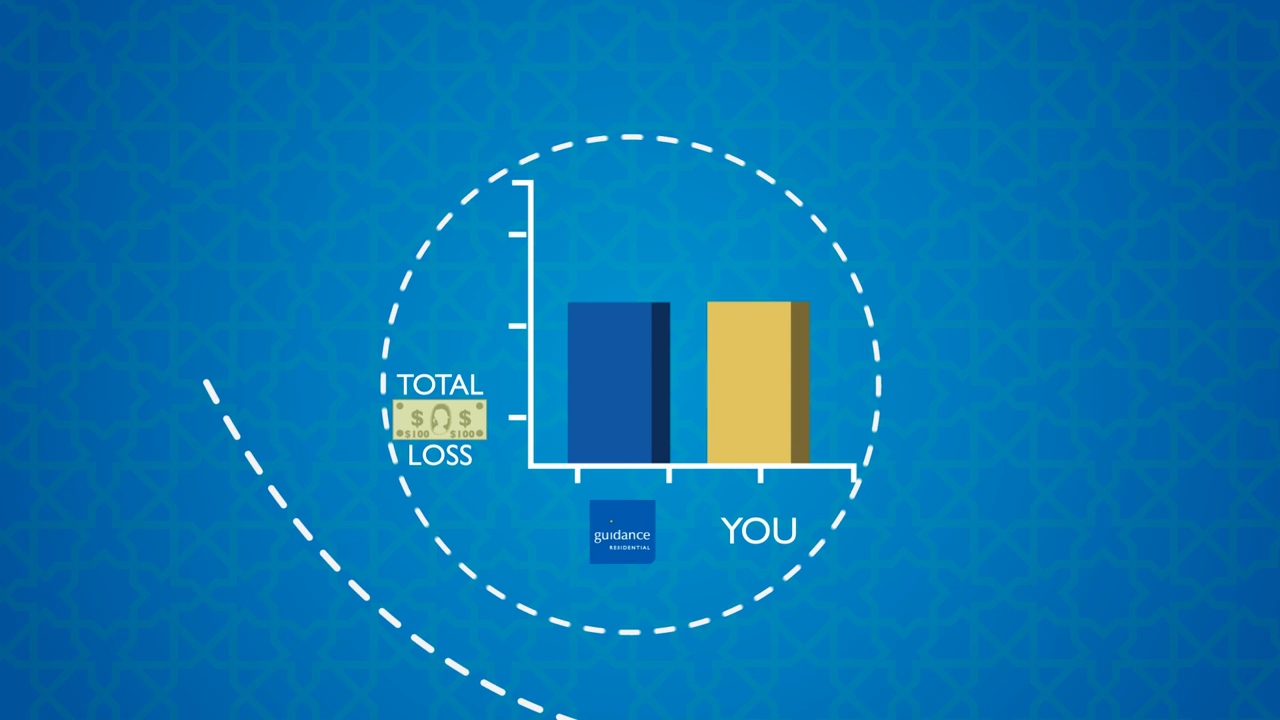 TOTAL
$ $
$100 $100
LOSS
guidance
RESIDENTIAL
YOU